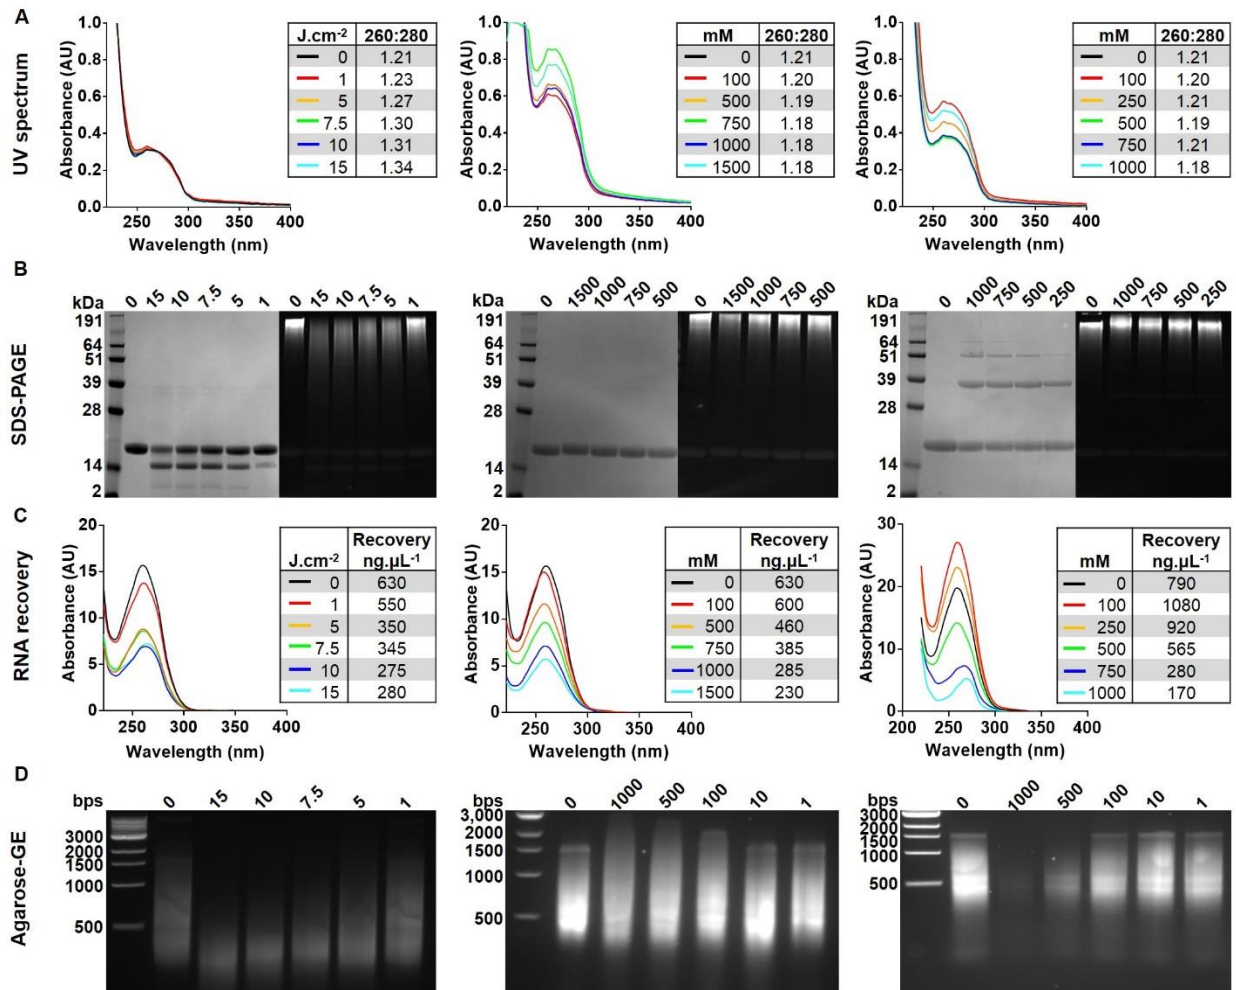 A
UV spectrum
Absorbance (AU)
1.0
0.8
0.6
0.4
0.2
0.0
250 300 350 400
Wavelength (nm)
J.cm-2 260:280
0 1.21
1 1.23
5 1.27
7.5 1.30
10 1.31
15 1.34
Absorbance (AU)
1.0
0.8
0.6
0.4
0.2
0.0
250 300 350 400
Wavelength (nm)
mM 260:280
0 1.21
100 1.20
500 1.19
750 1.18
1000 1.18
1500 1.18
Absorbance (AU)
1.0
0.8
0.6
0.4
0.2
0.0
250 300 350 400
Wavelength (nm)
mM 260:280
0 1.21
100 1.20
250 1.21
500 1.19
750 1.21
1000 1.18
B
SDS-PAGE
kDa 0 15 10 7.5 5 1 0 15 10 7.5 5 1
191
64
51
39
28
14
2
kDa 0 1500 1000 750 500 0 1500 1000 750 500
191
64
51
39
28
14
2
kDa 0 1000 750 500 250 0 1000 750 500 250
191
64
51
39
28
14
2
C
RNA recovery
Absorbance (AU)
20
15
10
5
0
250 300 350 400
Wavelength (nm)
J.cm-2 Recovery ng.µL-1
0 630
1 550
5 350
7.5 345
10 275
15 280
Absorbance (AU)
20
15
10
5
0
250 300 350 400
Wavelength (nm)
mM Recovery ng.µL-1
0 630
100 600
500 460
750 385
1000 285
1500 230
Absorbance (AU)
30
20
10
0
200 250 300 350 400
Wavelength (nm)
mM Recovery ng.µL-1
0 790
100 1080
250 920
500 565
750 280
1000 170
D
Agarose-GE
bps 0 15 10 7.5 5 1
3000
2000
1500
1000
500
bps 0 1000 500 100 10 1
3,000
2000
1500
1000
500
bps 0 1000 500 100 10 1
3000
2000
1500
1000
500